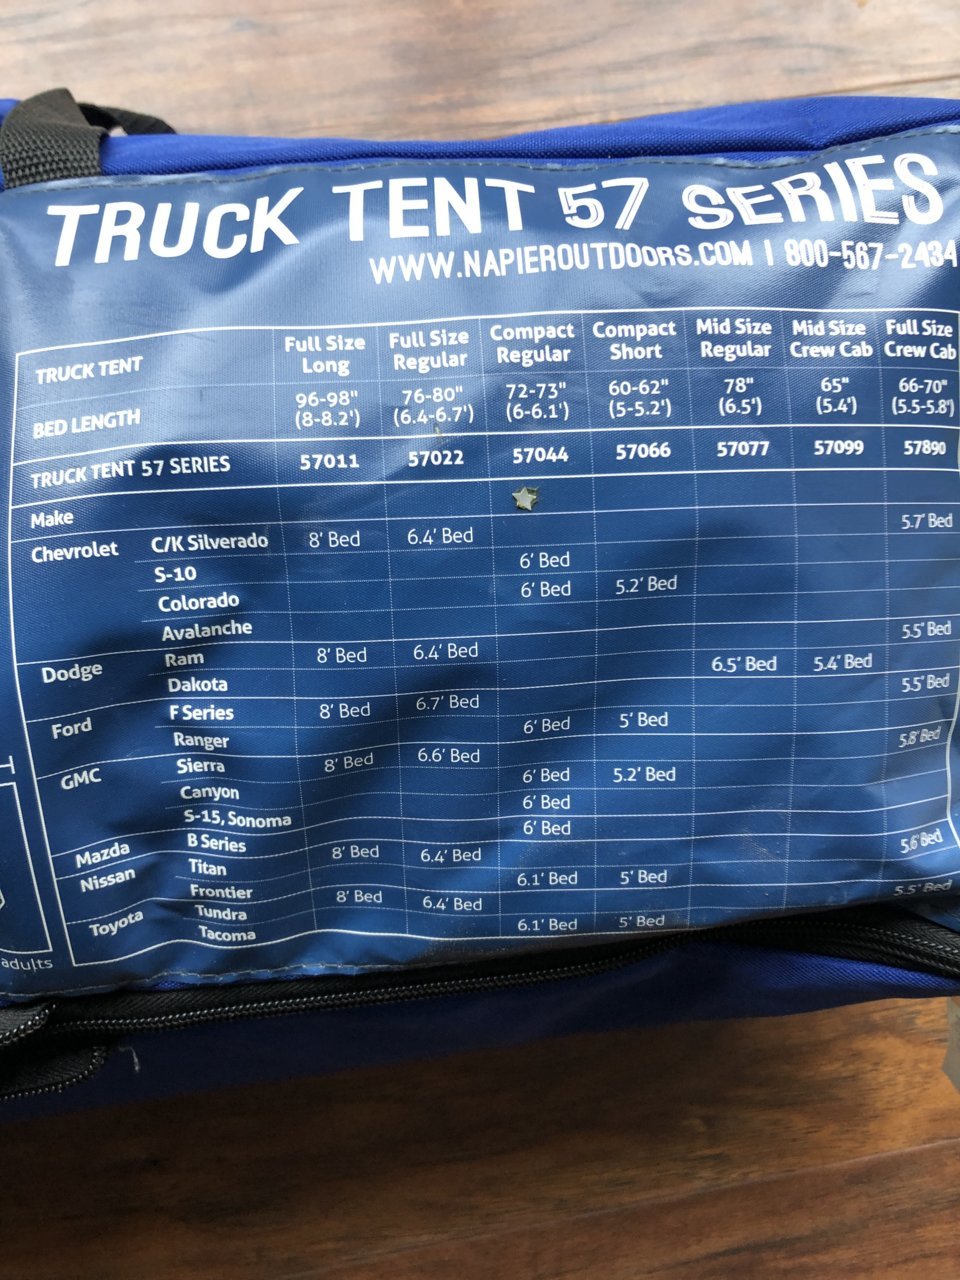 TRUCK TENT 57 SERIES
WWW.NAPIEROUTDOORS.COM | 800-567-2434
TRUCK TENT Full Size Long Full Size Regular Compact Regular Compact Short Mid Size Regular Mid Size Crew Cab Full Size Crew Cab
BED LENGTH 96-98" (8-8.2') 76-80" (6.4-6.7') 72-73" (6-6.1') 60-62" (5-5.2') 78" (6.5') 65" (5.4') 66-70" (5.5-5.8')
TRUCK TENT 57 SERIES 57011 57022 57044 57066 57077 57099 57890
Make
Chevrolet C/K Silverado 8' Bed 6.4' Bed 5.7' Bed
S-10 6' Bed
Colorado 6' Bed 5.2' Bed
Avalanche 5.5' Bed
Dodge Ram 8' Bed 6.4' Bed
Dakota 6.5' Bed 5.4' Bed
Ford F Series 8' Bed 6.7' Bed 5.5' Bed
Ranger 6' Bed 5' Bed
GMC Sierra 8' Bed 6.6' Bed 5.8' Bed
Canyon 6' Bed 5.2' Bed
S-15, Sonoma 6' Bed
Mazda B Series 6' Bed
Nissan Titan 8' Bed 6.4' Bed 5.6' Bed
Frontier 6.1' Bed 5' Bed
Toyota Tundra 8' Bed 6.4' Bed 5.5' Bed
Tacoma 6.1' Bed 5' Bed
adults